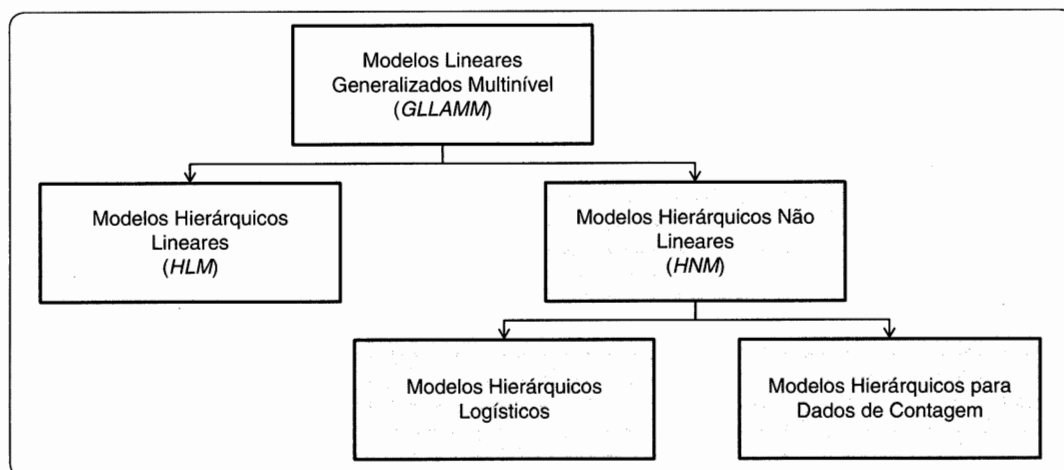 Modelos Lineares
Generalizados Multinível
(GLLAMM)
Modelos Hierárquicos
Lineares
(HLM)
Modelos Hierárquicos Não
Lineares
(HNM)
Modelos Hierárquicos
Logísticos
Modelos Hierárquicos para
Dados de Contagem